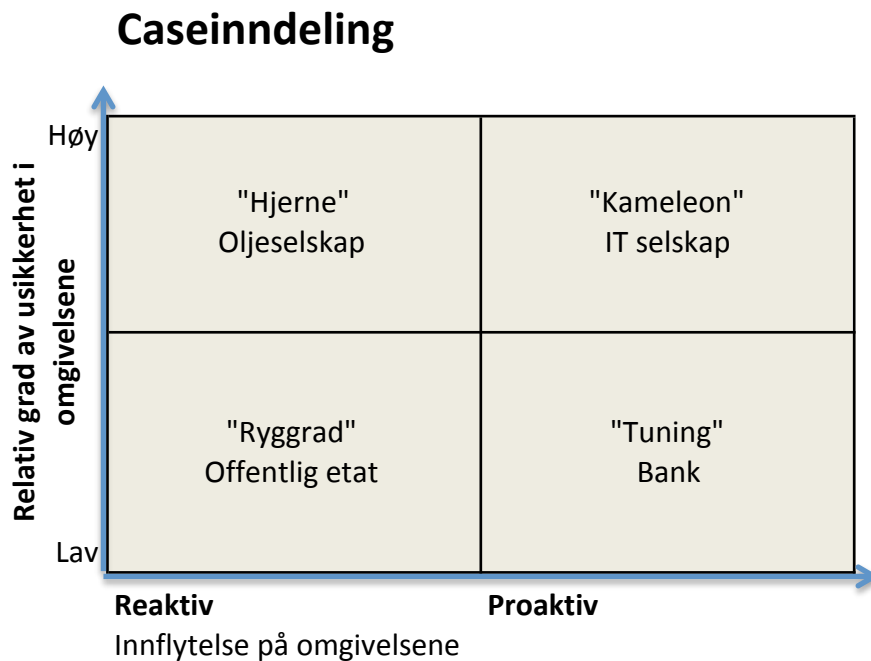 Caseinndeling
Relativ grad av usikkerhet i
omgivelsene
Høy
"Hjerne"
Oljeselskap
"Kameleon"
IT selskap
"Ryggrad"
Offentlig etat
"Tuning"
Bank
Lav
Reaktiv
Proaktiv
Innflytelse på omgivelsene